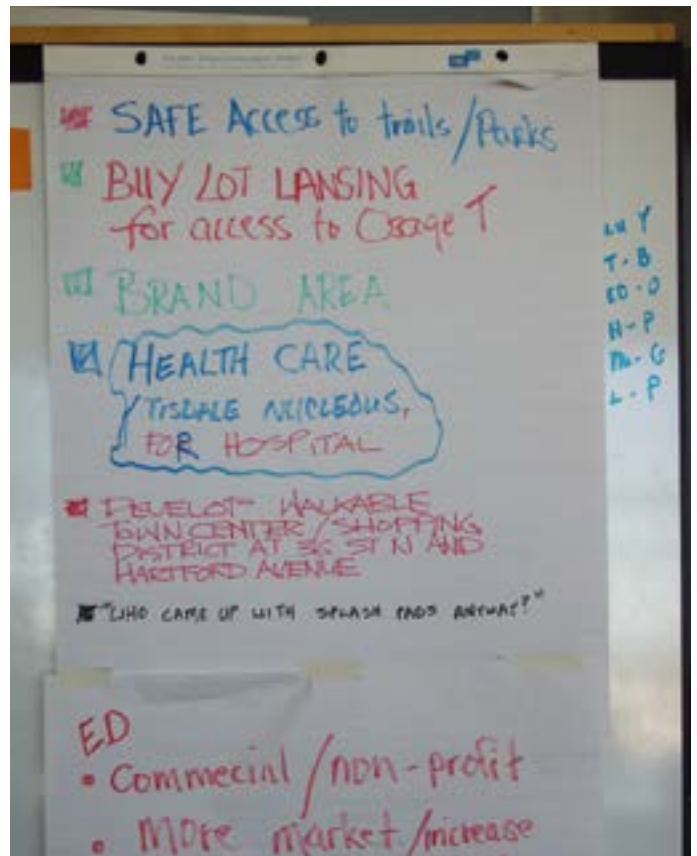 SAFE Access to trails/Parks
BUY LOT LANSING
for access to Osage T
BRAND AREA
HEALTH CARE
TISDALE NUCLEOUS,
FOR HOSPITAL
DEVELOP WALKABLE
TOWN CENTER/SHOPPING
DISTRICT AT 36 ST N AND
HARTFORD AVENUE
"WHO CAME UP WITH SPLASH PADS ANYWAY?"
ED
• Commecial/non-profit
• More market/increase
T - B
ED - O
H - P
L - P